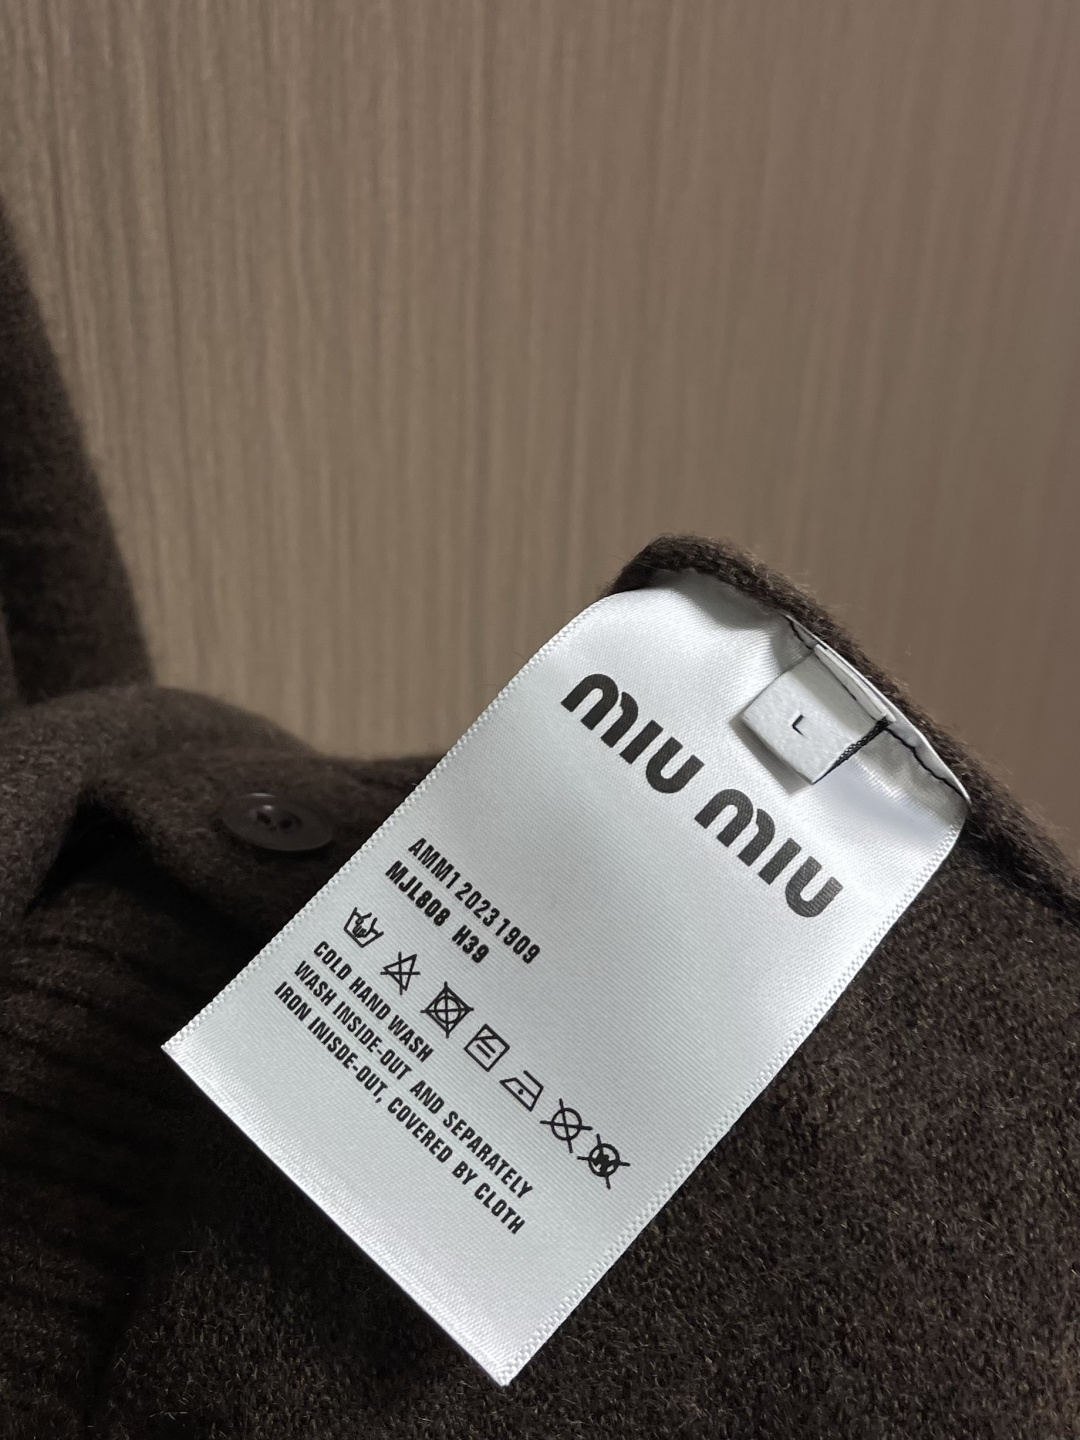 MIU MIU
L
AMM1 20231909
MJL808 H39
COLD HAND WASH
WASH INSIDE-OUT AND SEPARATELY
IRON INISDE-OUT, COVERED BY CLOTH